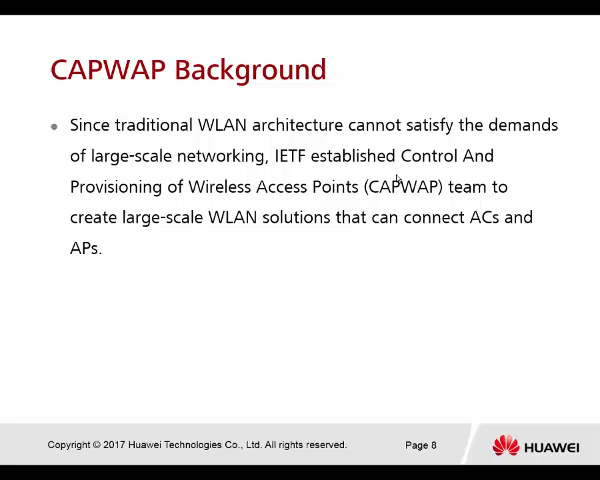 CAPWAP Background
Since traditional WLAN architecture cannot satisfy the demands
of large-scale networking, IETF established Control And
Provisioning of Wireless Access Points (CAPWAP) team to
create large-scale WLAN solutions that can connect ACs and
APs.
Copyright © 2017 Huawei Technologies Co., Ltd. All rights reserved.
Page 8
HUAWEI